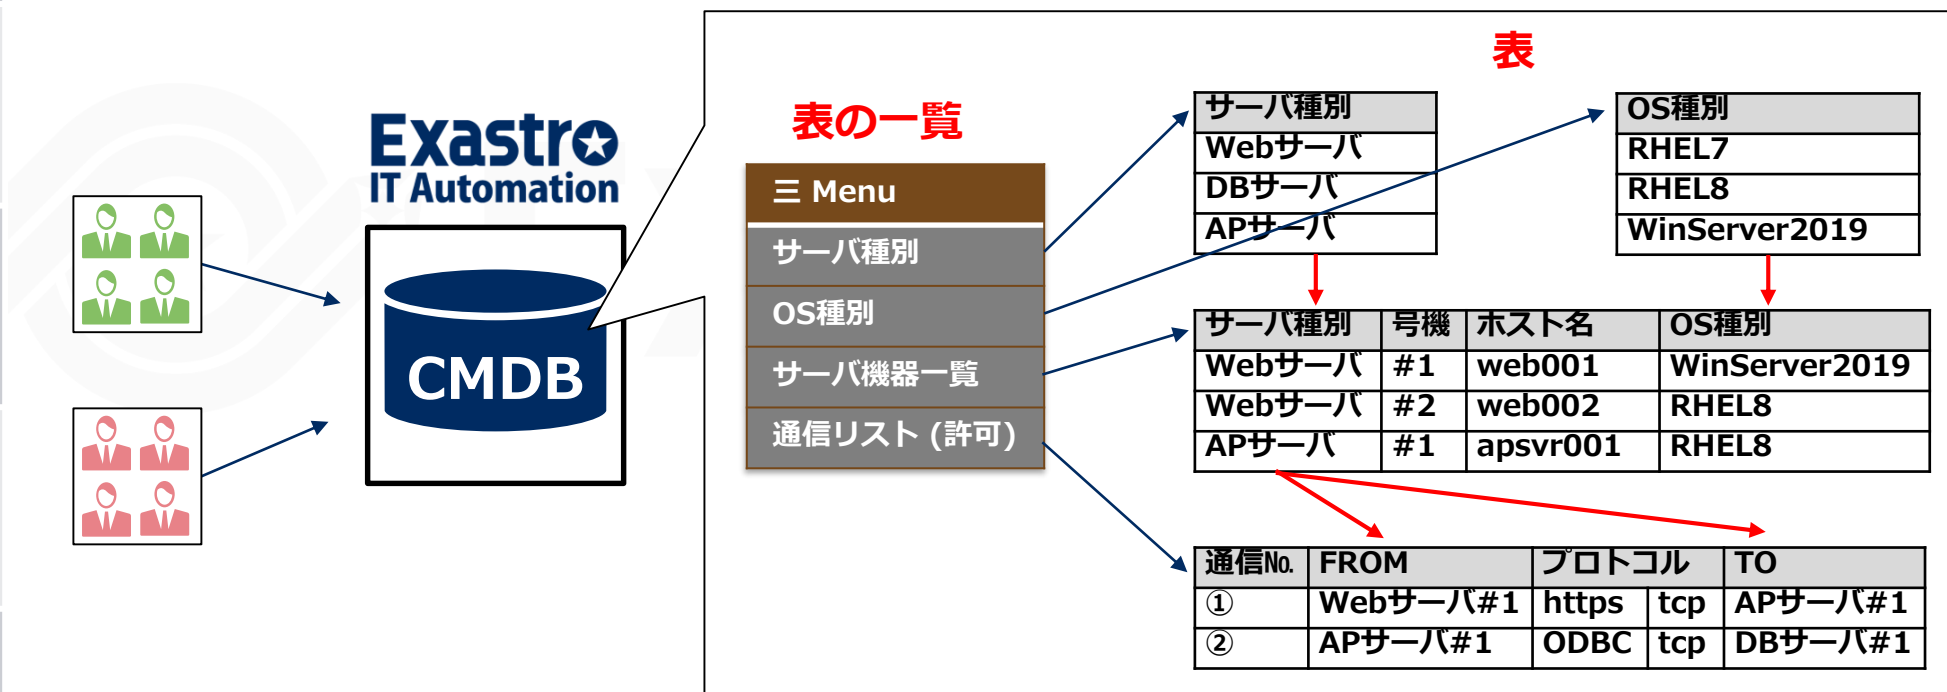 Exastro
IT Automation
CMDB
表の一覧
三 Menu
サーバ種別
OS種別
サーバ機器一覧
通信リスト (許可)
表
サーバ種別
Webサーバ
DBサーバ
APサーバ
OS種別
RHEL7
RHEL8
WinServer2019
サーバ種別 号機 ホスト名 OS種別
Webサーバ #1 web001 WinServer2019
Webサーバ #2 web002 RHEL8
APサーバ #1 apsvr001 RHEL8
通信№ FROM プロトコル TO
① Webサーバ#1 https tcp APサーバ#1
② APサーバ#1 ODBC tcp DBサーバ#1